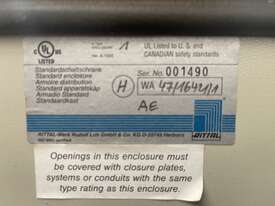 UL
LISTED
1
UL Listed to U. S. and
CANADIAN safety standards
Standardschaltschrank
Standard enclosure
Armoire distribution
Standard apparatskåp
Armadio Standard
Standaardkast
Ser. No. 001490
H
WA 47/1642/1
AE
RITTAL-Werk Rudolf Loh GmbH & Co. KG D-35745 Herborn
RITTAL
Openings in this enclosure must
be covered with closure plates,
systems or conduits with the same
type rating as this enclosure.